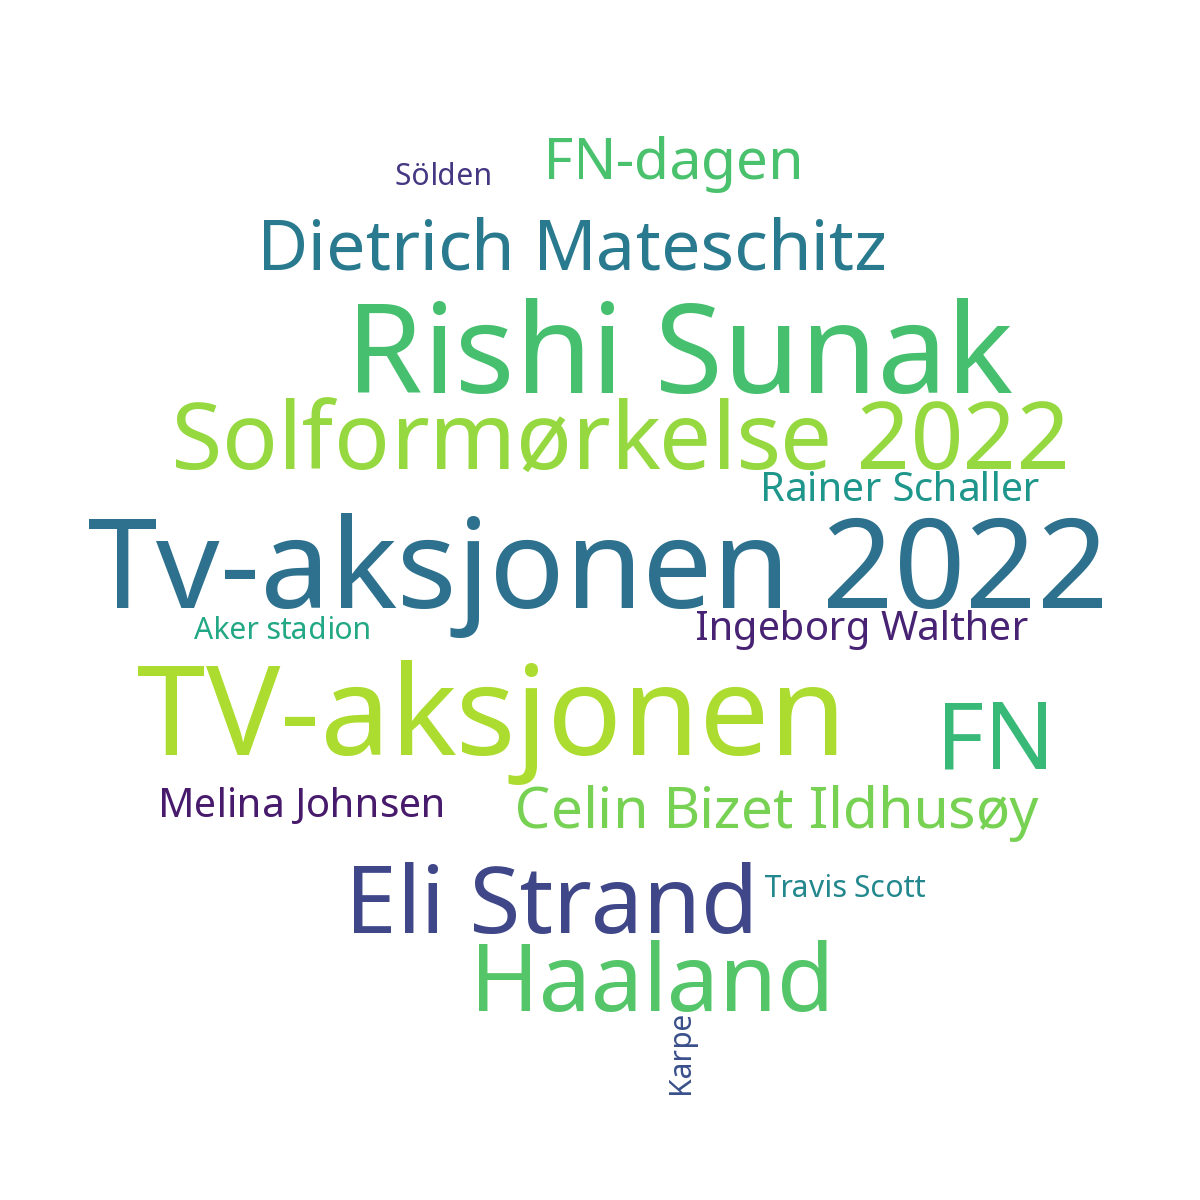 Sölden
FN-dagen
Dietrich Mateschitz
Rishi Sunak
Solformørkelse 2022
Rainer Schaller
Tv-aksjonen 2022
Aker stadion
Ingeborg Walther
TV-aksjonen
FN
Melina Johnsen
Celin Bizet Ildhusøy
Eli Strand
Travis Scott
Haaland
Karpe